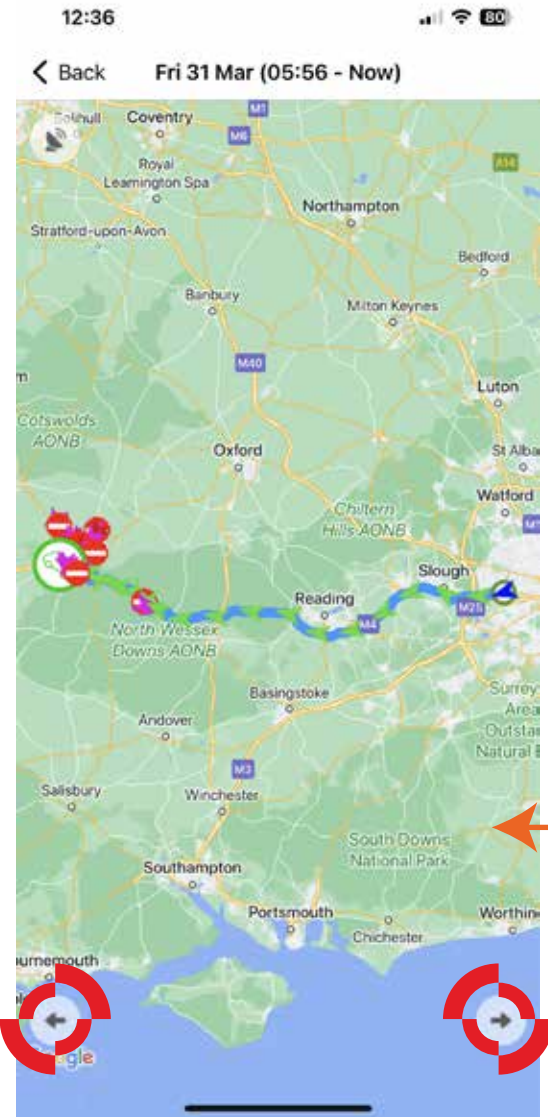 12:36
80
Back
Fri 31 Mar (05:56 - Now)
Solihull
Coventry
M1
M6
Royal
Leamington Spa
A14
Northampton
Stratford-upon-Avon
Bedford
Banbury
Milton Keynes
M40
Luton
Cotswolds
AONB
Oxford
St Alba
Watford
Chiltern
Hills AONB
Slough
Reading
M25
M4
North Wessex
Downs AONB
Surrey
Area
Outstan
Natural
Basingstoke
Andover
M3
Salisbury
Winchester
South Downs
National Park
Southampton
Portsmouth
Chichester
Worthin
urnemouth
gle